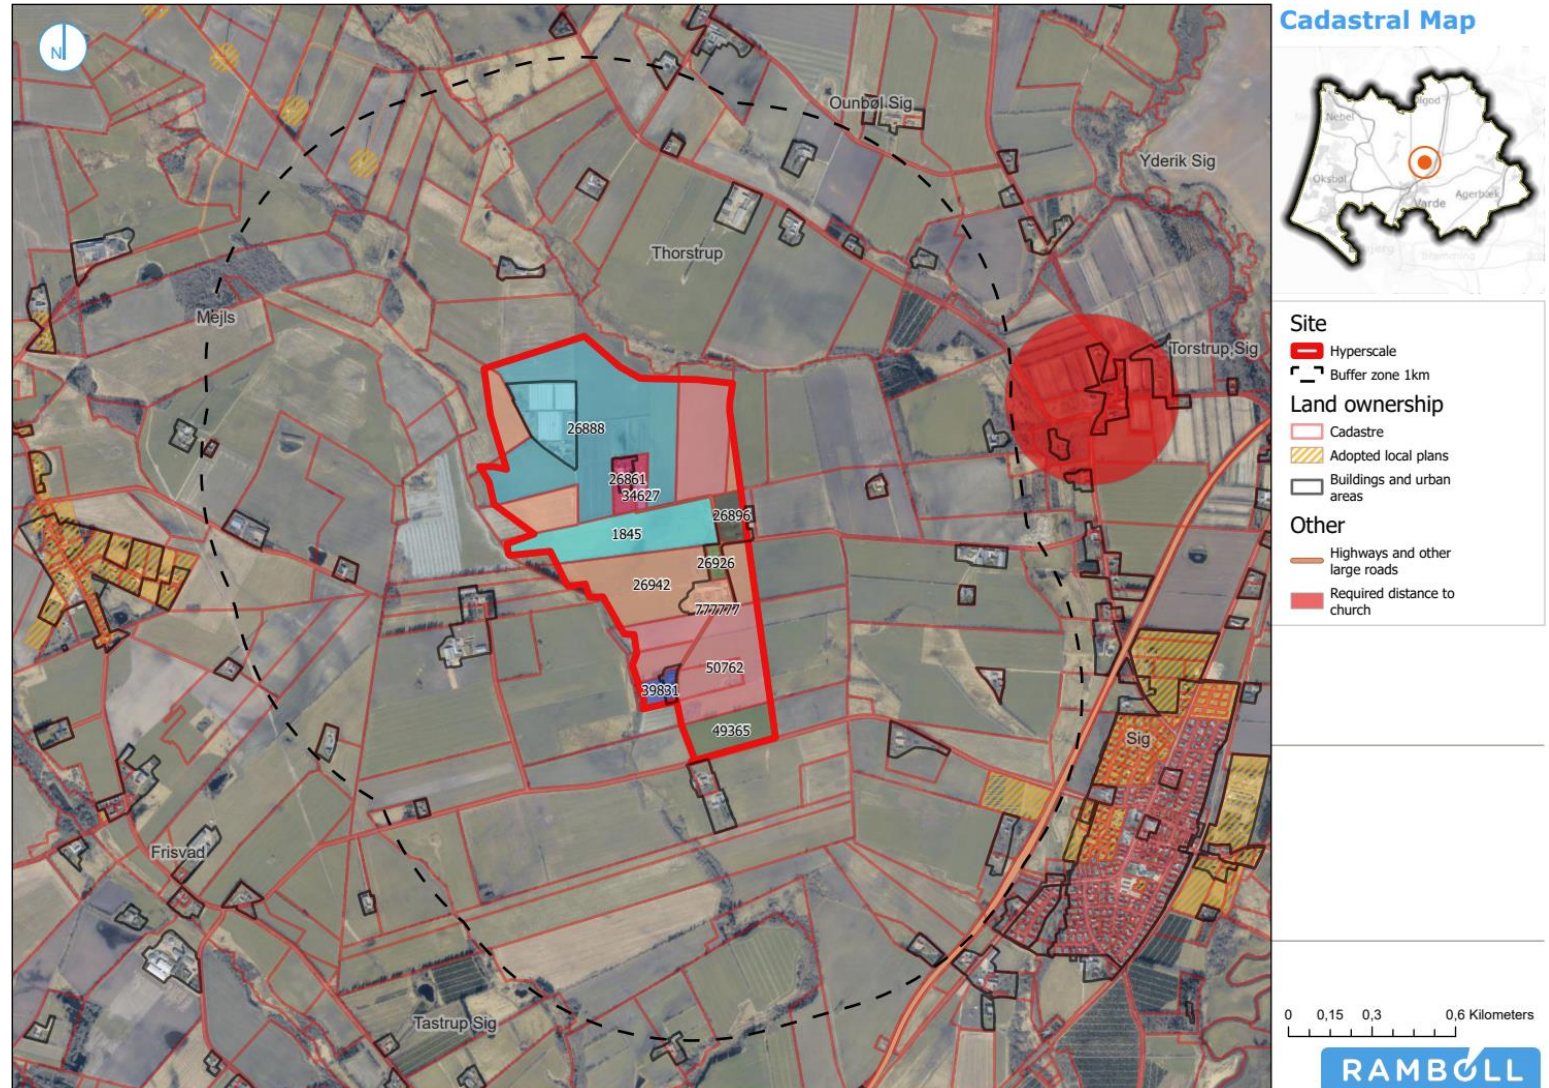 Cadastral Map
N
Ounbøl Sig
Yderik Sig
Thorstrup
Mejls
Torstrup Sig
26888
26861
34627
26896
1845
26926
26942
777777
50762
39831
49365
Sig
Frisvad
Tastrup Sig
Nebel
Oksbøl
Varde
Agerbæk
Bramming
Site
Hyperscale
Buffer zone 1km
Land ownership
Cadastre
Adopted local plans
Buildings and urban
areas
Other
Highways and other
large roads
Required distance to
church
0 0,15 0,3 0,6 Kilometers
RAMBOLL